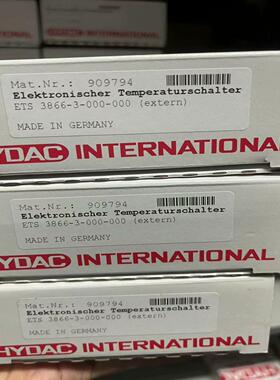 Mat.Nr.: 909794
Elektronischer Temperaturschalter
ETS 3866-3-000-000 (extern)
MADE IN GERMANY
YDAC INTERNATIONAL
Mat.Nr.: 909794
Elektronischer Temperaturschalter
ETS 3866-3-000-000 (extern)
MADE IN GERMANY
HYDAC INTERNATIONAL
Mat.Nr.: 909794
Elektronischer Temperaturschalter
ETS 3866-3-000-000 (extern)
MADE IN GERMANY
HYDAC INTERNATIONAL